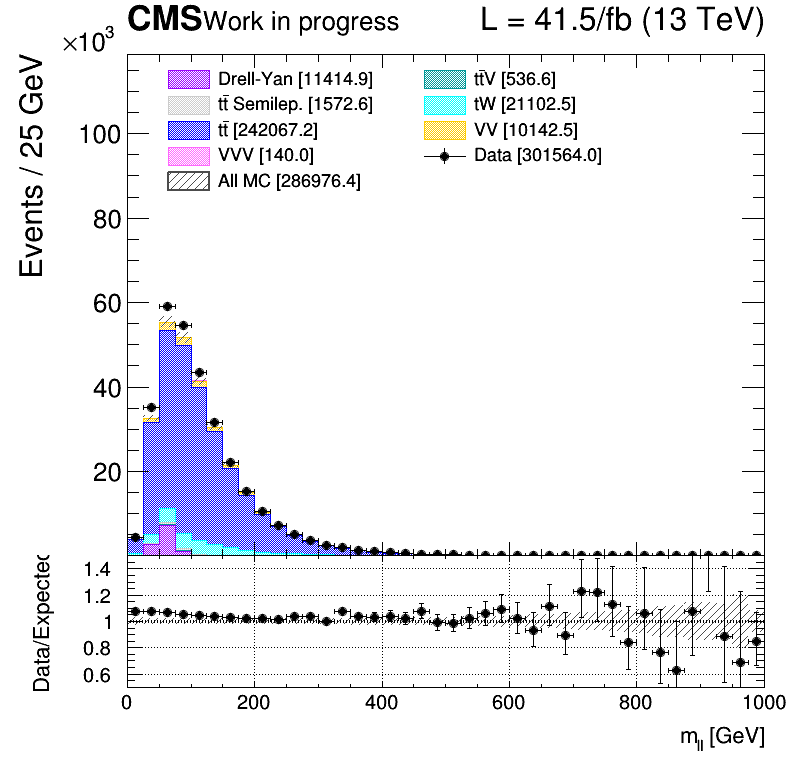 CMS Work in progress L = 41.5/fb (13 TeV)
×10³
Events / 25 GeV
Drell-Yan [11414.9]
tt̄ Semilep. [1572.6]
tt̄ [242067.2]
VVV [140.0]
All MC [286976.4]
tt̄V [536.6]
tW [21102.5]
VV [10142.5]
Data [301564.0]
100
80
60
40
20
Data/Expected
1.4
1.2
1
0.8
0.6
0 200 400 600 800 1000
m_ll [GeV]